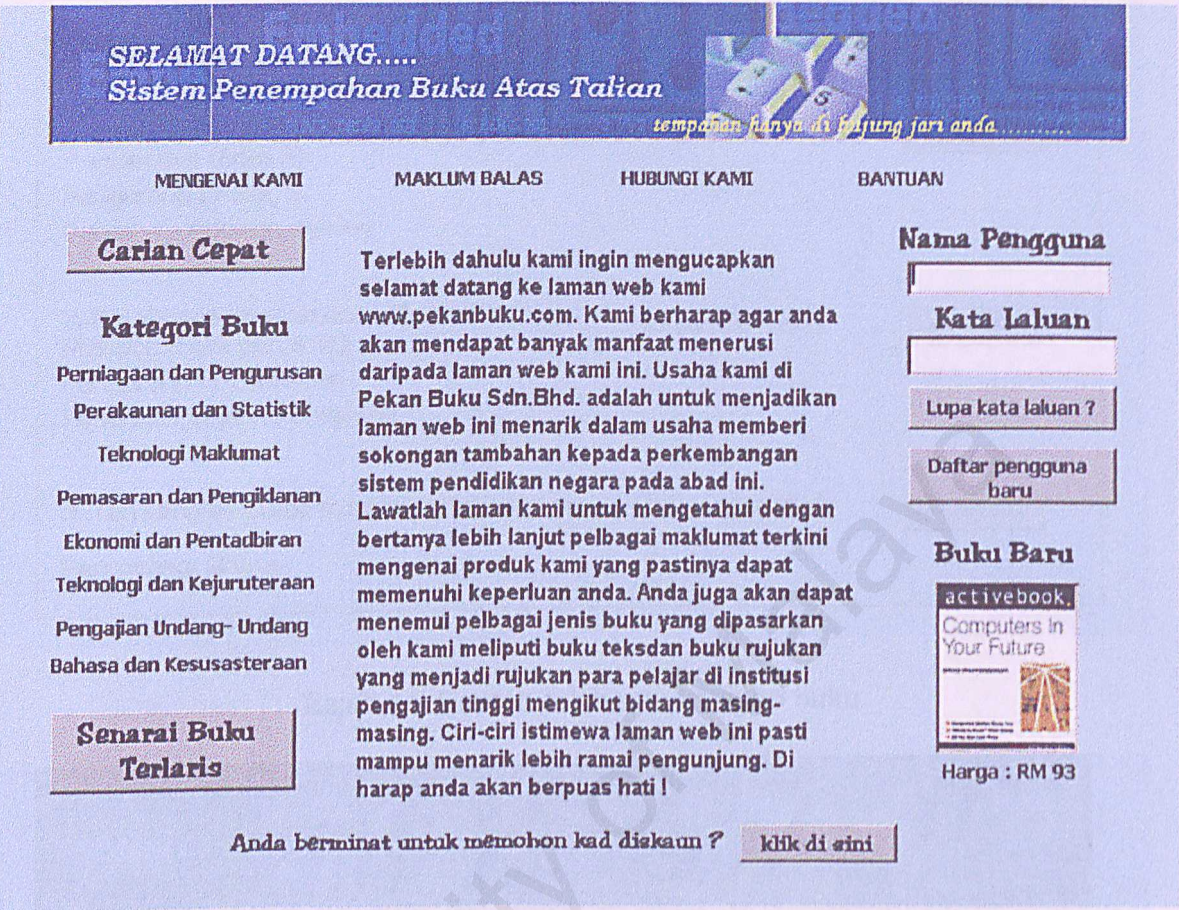 SELAMAT DATANG.....
Sistem Penempahan Buku Atas Talian
tempahan hanya di hujung jari anda...........
MENGENAI KAMI
MAKLUM BALAS
HUBUNGI KAMI
BANTUAN
Carian Cepat
Kategori Buku
Perniagaan dan Pengurusan
Perakaunan dan Statistik
Teknologi Maklumat
Pemasaran dan Pengiklanan
Ekonomi dan Pentadbiran
Teknologi dan Kejuruteraan
Pengajian Undang- Undang
Bahasa dan Kesusasteraan
Senarai Buku
Terlaris
Terlebih dahulu kami ingin mengucapkan
selamat datang ke laman web kami
www.pekanbuku.com. Kami berharap agar anda
akan mendapat banyak manfaat menerusi
daripada laman web kami ini. Usaha kami di
Pekan Buku Sdn.Bhd. adalah untuk menjadikan
laman web ini menarik dalam usaha memberi
sokongan tambahan kepada perkembangan
sistem pendidikan negara pada abad ini.
Lawatlah laman kami untuk mengetahui dengan
bertanya lebih lanjut pelbagai maklumat terkini
mengenai produk kami yang pastinya dapat
memenuhi keperluan anda. Anda juga akan dapat
menemui pelbagai jenis buku yang dipasarkan
oleh kami meliputi buku teksdan buku rujukan
yang menjadi rujukan para pelajar di institusi
pengajian tinggi mengikut bidang masing-
masing. Ciri-ciri istimewa laman web ini pasti
mampu menarik lebih ramai pengunjung. Di
harap anda akan berpuas hati !
Nama Pengguna
Kata Laluan
Lupa kata laluan ?
Daftar pengguna
baru
Buku Baru
activebook.
Computers In
Your Future
Harga : RM 93
Anda berminat untuk memohon kad diskaun ?
klik di sini